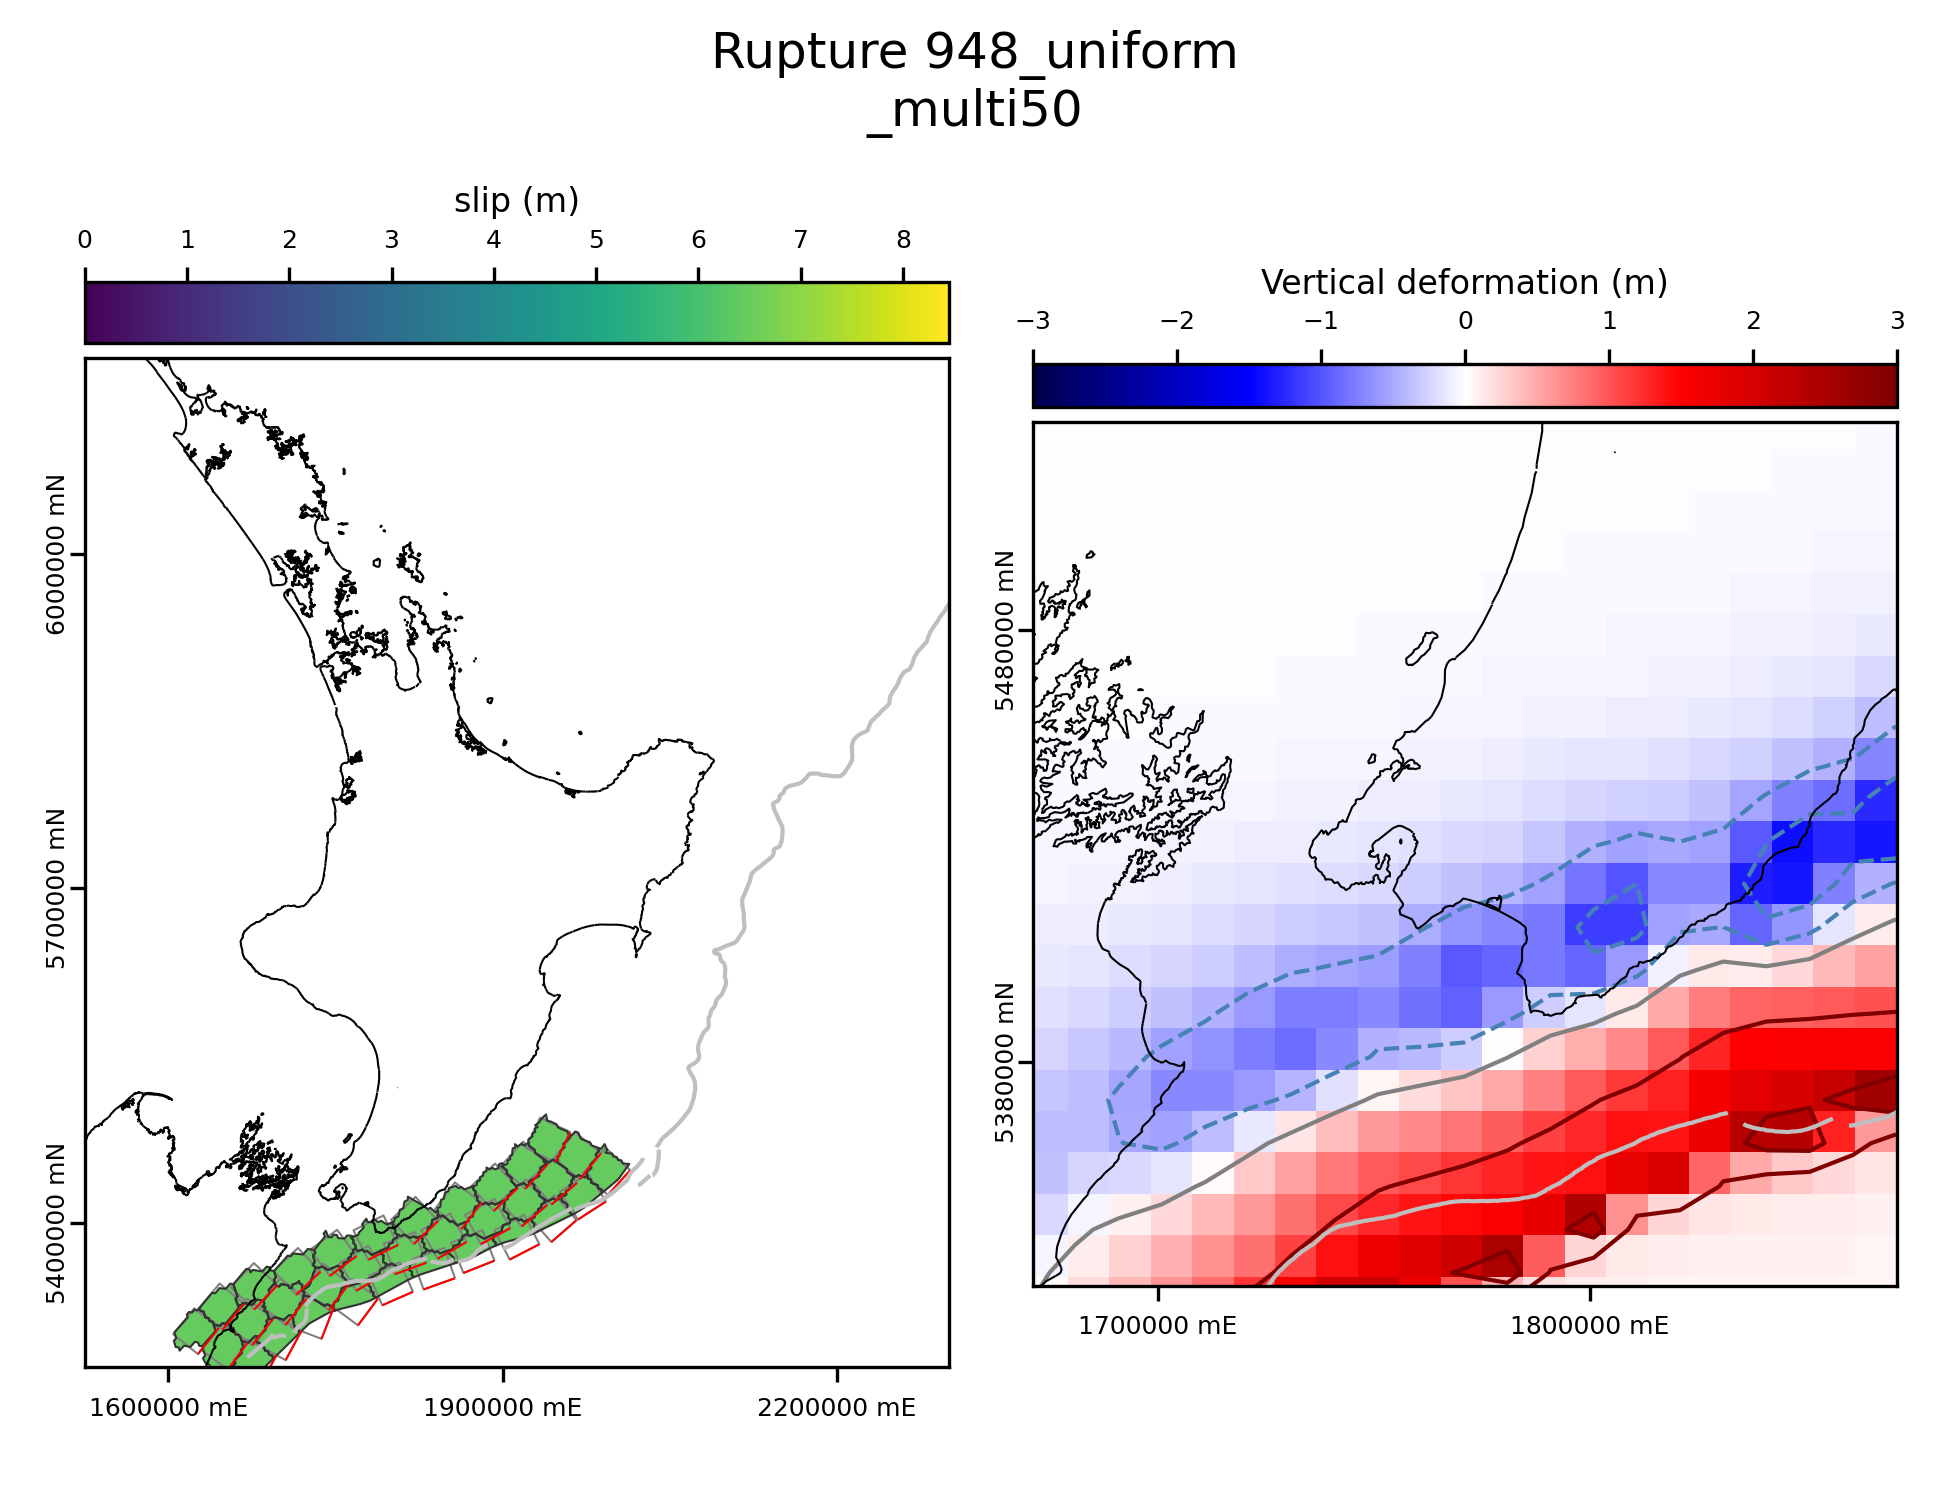 Rupture 948_uniform
_multi50
slip (m)
0 1 2 3 4 5 6 7 8
6000000 mN
5700000 mN
5400000 mN
1600000 mE 1900000 mE 2200000 mE
Vertical deformation (m)
−3 −2 −1 0 1 2 3
5480000 mN
5380000 mN
1700000 mE 1800000 mE